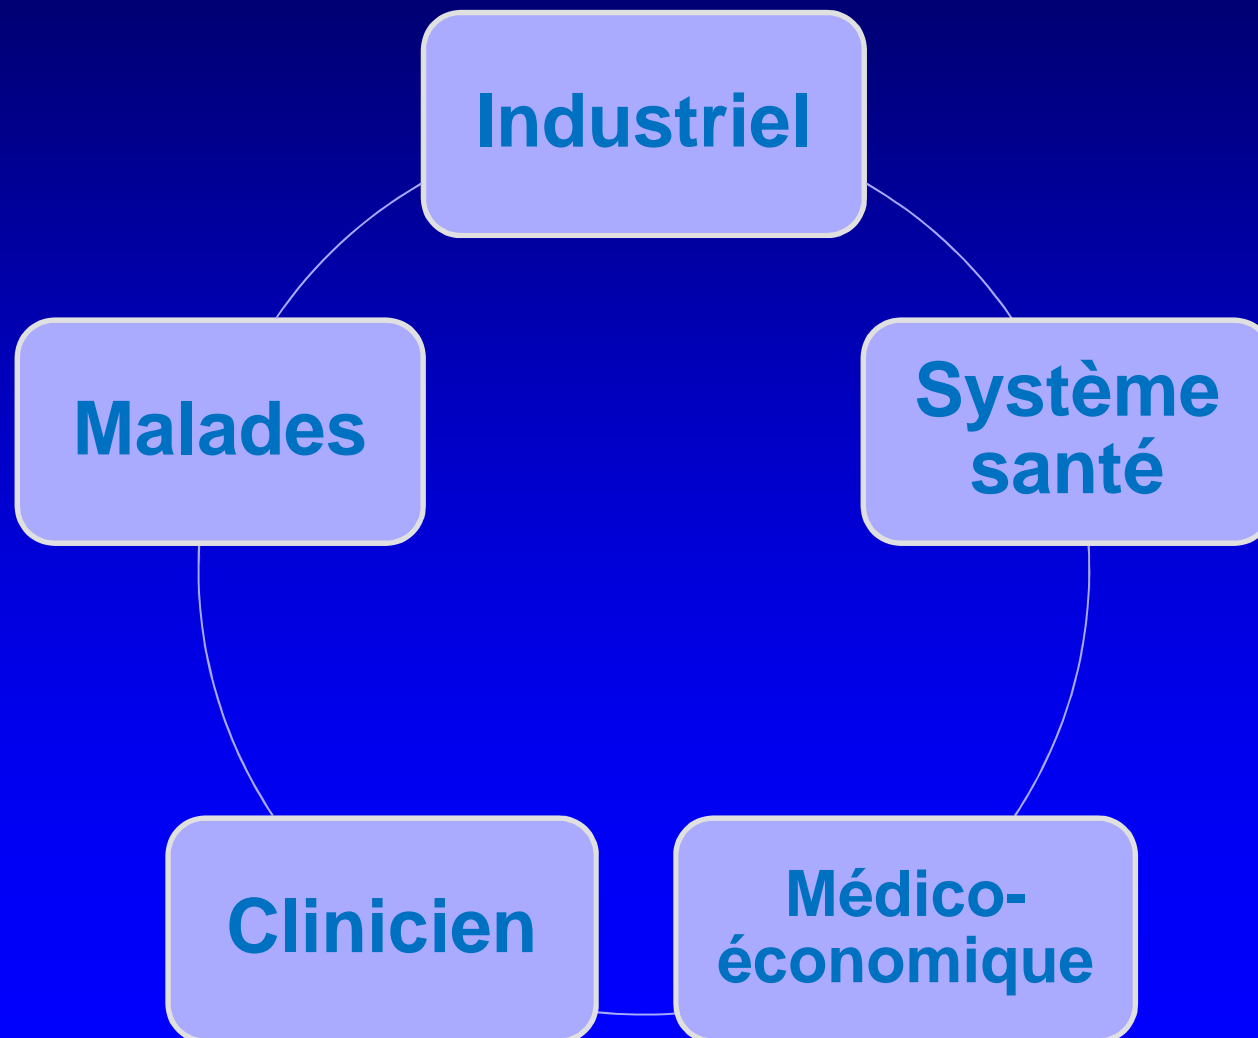 Industriel
Malades
Système
santé
Clinicien
Médico-
économique